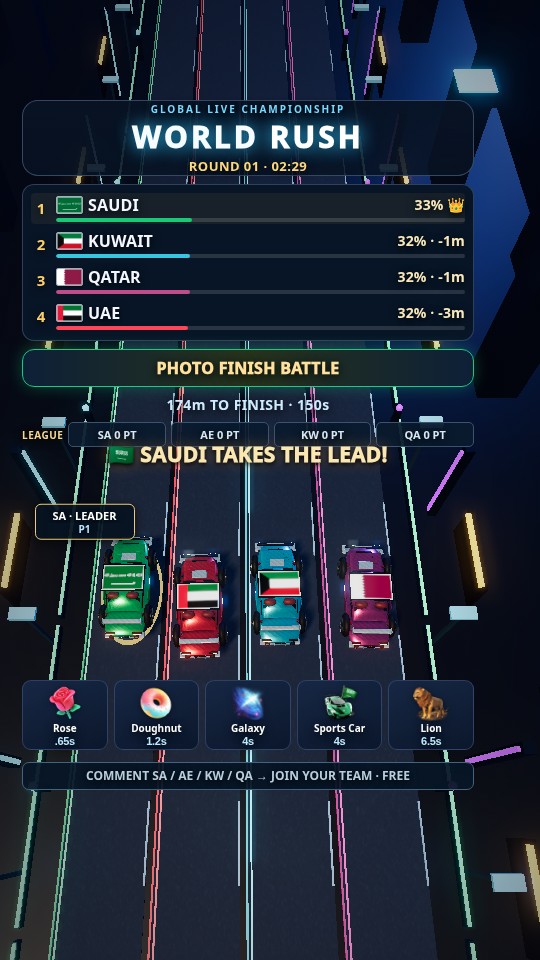 GLOBAL LIVE CHAMPIONSHIP
WORLD RUSH
ROUND 01 · 02:29
1 SAUDI 33% 👑
2 KUWAIT 32% · -1m
3 QATAR 32% · -1m
4 UAE 32% · -3m
PHOTO FINISH BATTLE
174m TO FINISH · 150s
LEAGUE SA 0 PT AE 0 PT KW 0 PT QA 0 PT
SAUDI TAKES THE LEAD!
SA · LEADER
P1
Rose Doughnut Galaxy Sports Car Lion
.65s 1.2s 4s 4s 6.5s
COMMENT SA / AE / KW / QA → JOIN YOUR TEAM · FREE